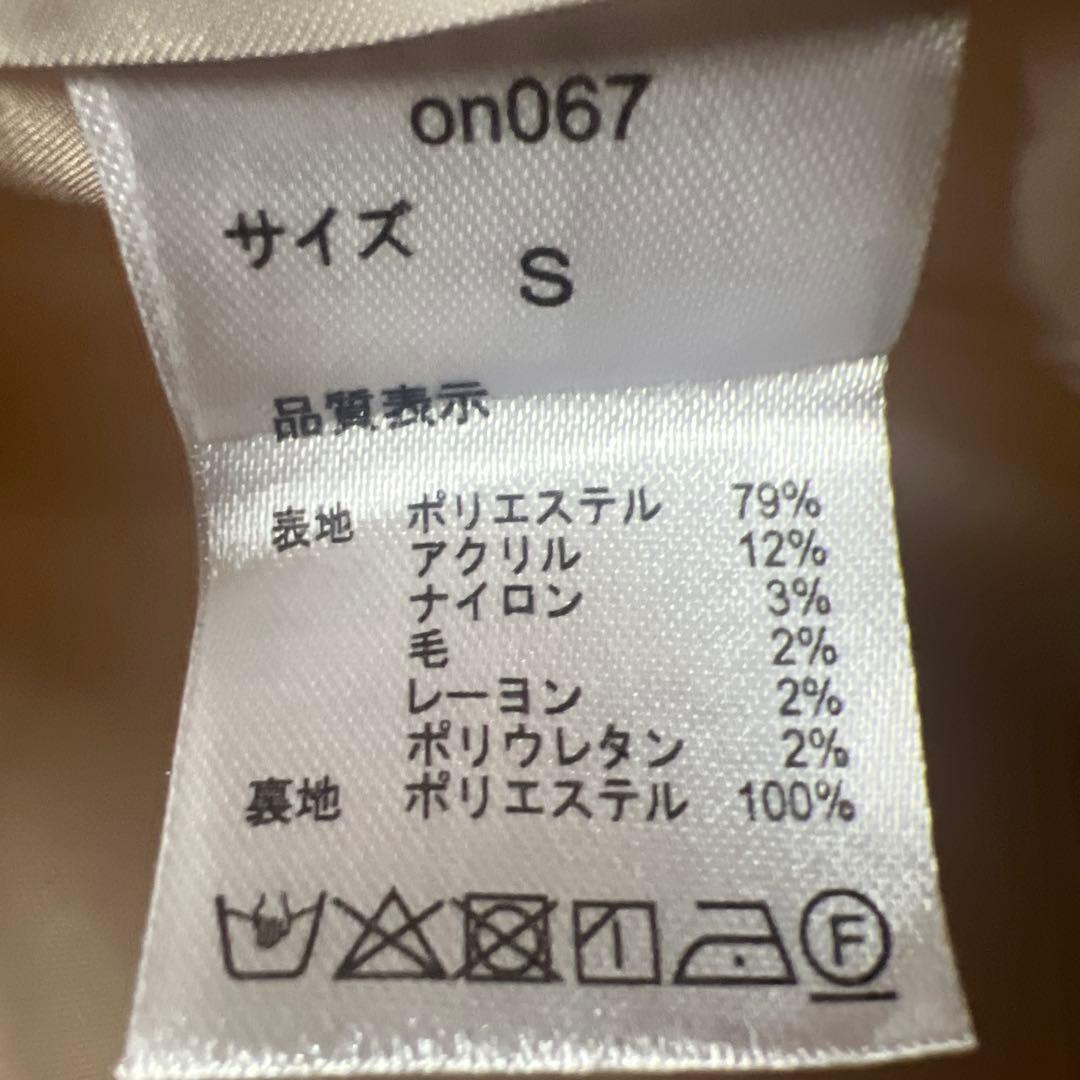 on067
サイズ
S
品質表示
表地 ポリエステル 79%
アクリル 12%
ナイロン 3%
毛 2%
レーヨン 2%
ポリウレタン 2%
裏地 ポリエステル 100%
F